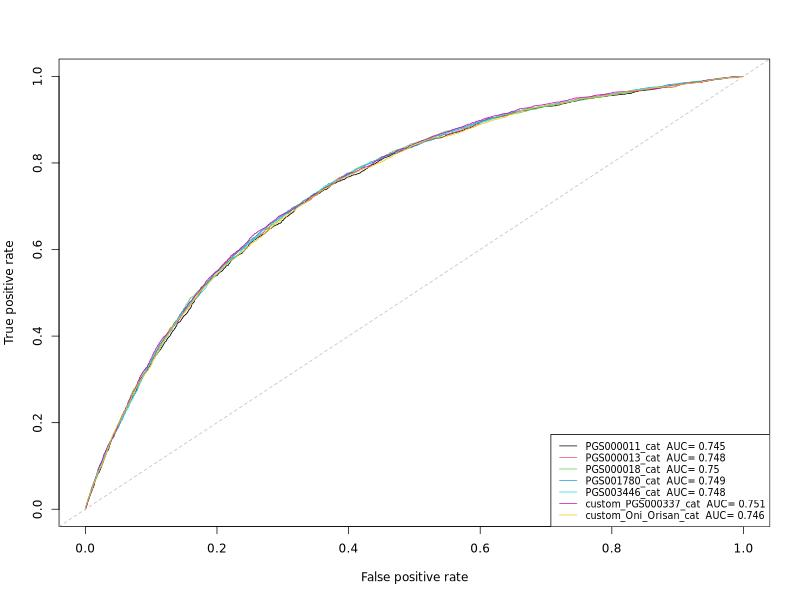 1.0
0.8
0.6
0.4
0.2
0.0
True positive rate
PGS000011_cat AUC= 0.745
PGS000013_cat AUC= 0.748
PGS000018_cat AUC= 0.75
PGS001780_cat AUC= 0.749
PGS003446_cat AUC= 0.748
custom_PGS000337_cat AUC= 0.751
custom_Oni_Orisan_cat AUC= 0.746
0.0 0.2 0.4 0.6 0.8 1.0
False positive rate